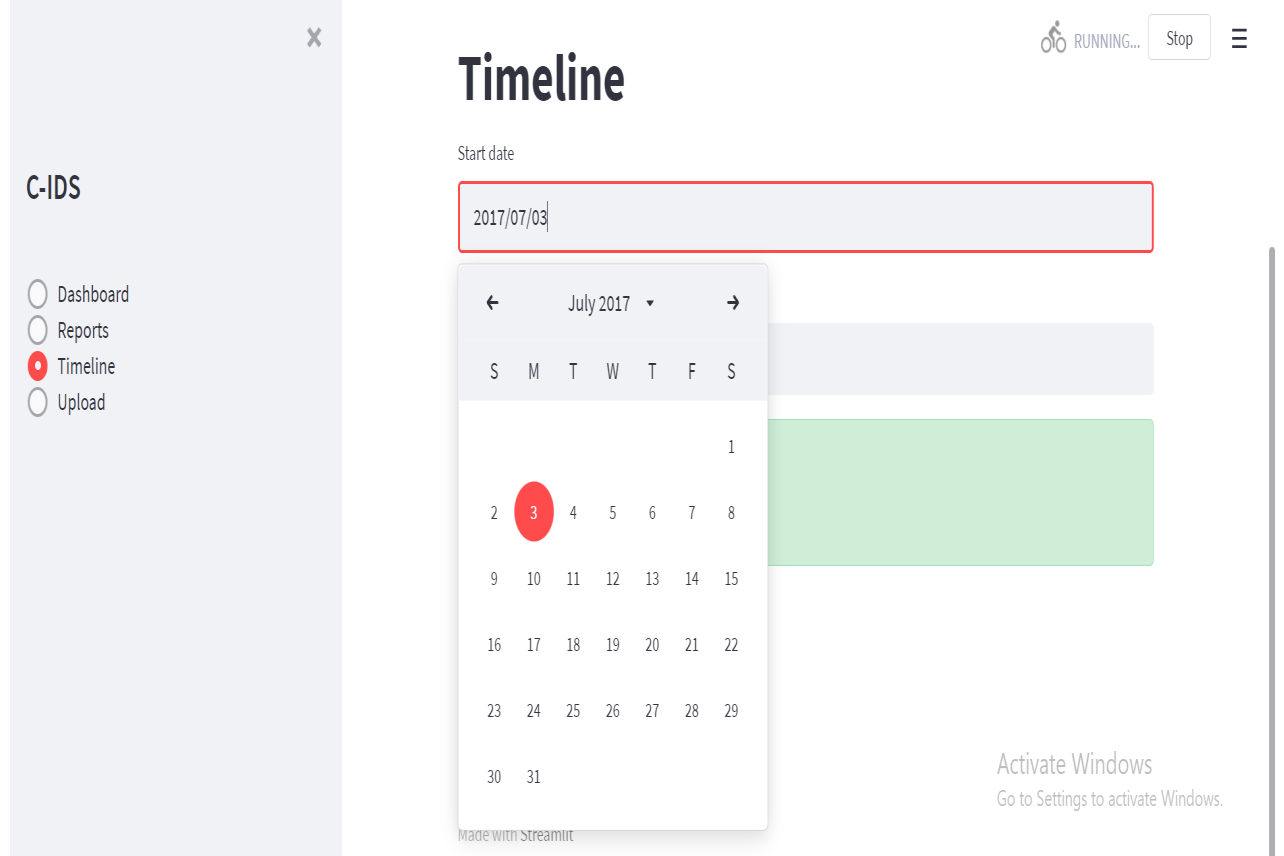 RUNNING...
Stop
Timeline
Start date
C-IDS
2017/07/03
Dashboard
Reports
Timeline
Upload
July 2017
S M T W T F S
1
2 3 4 5 6 7 8
9 10 11 12 13 14 15
16 17 18 19 20 21 22
23 24 25 26 27 28 29
30 31
Activate Windows
Go to Settings to activate Windows.
Made with Streamlit